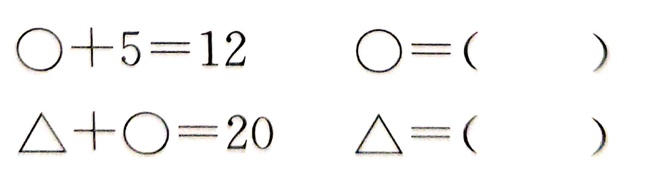 ○+5=12 ○=( )
△+○=20 △=( )